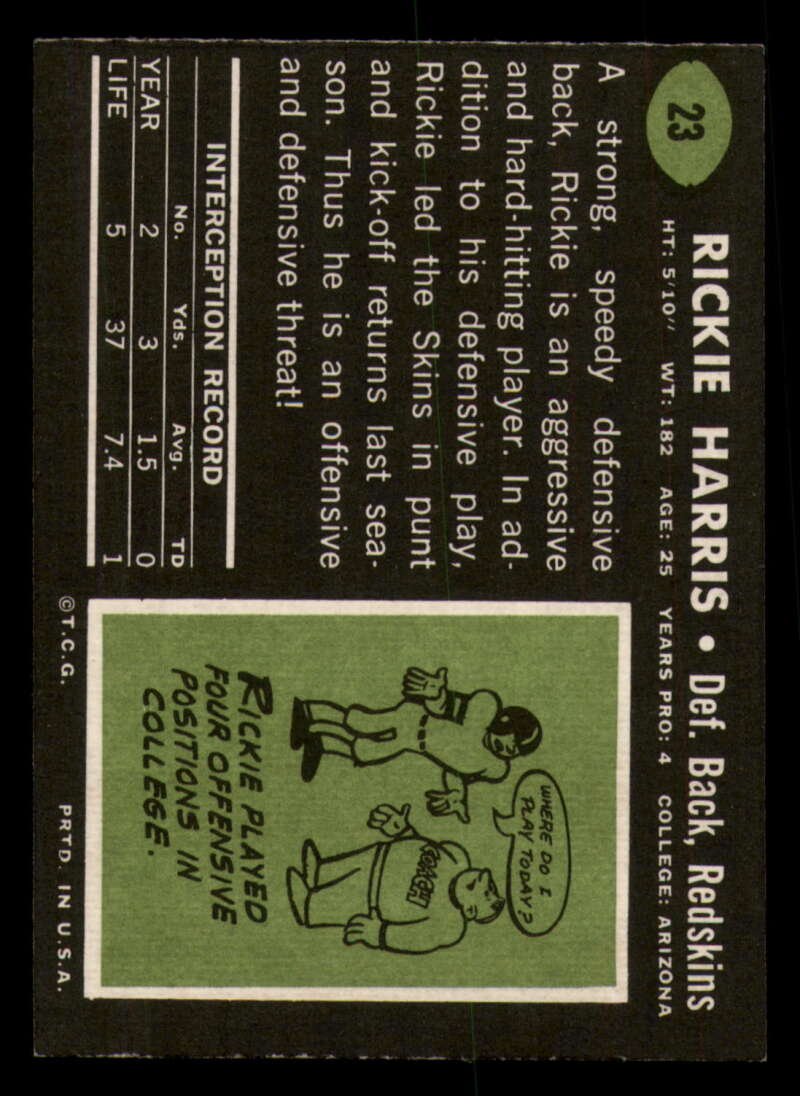 23
RICKIE HARRIS • Def. Back, Redskins
HT: 5'10" WT: 182 AGE: 25 YEARS PRO: 4 COLLEGE: ARIZONA
A strong, speedy defensive
back, Rickie is an aggressive
and hard-hitting player. In ad-
dition to his defensive play,
Rickie led the Skins in punt
and kick-off returns last sea-
son. Thus he is an offensive
and defensive threat!
INTERCEPTION RECORD
No. Yds. Avg. TD
YEAR 2 3 1.5 0
LIFE 5 37 7.4 1
WHERE DO I
PLAY TODAY?
COACH
RICKIE PLAYED
FOUR OFFENSIVE
POSITIONS IN
COLLEGE.
©T.C.G. PRTD. IN U.S.A.